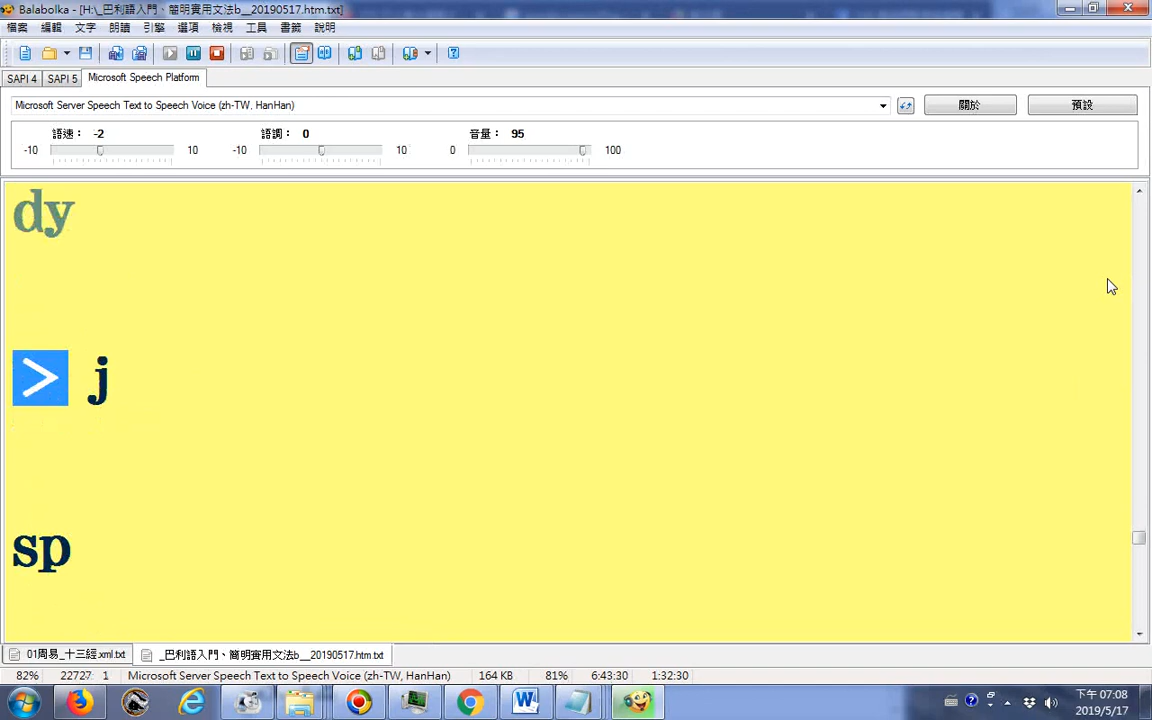 Balabolka - [H:\_巴利語入門、簡明實用文法b__20190517.htm.txt]
檔案 編輯 文字 朗讀 引擎 選項 檢視 工具 書籤 說明
SAPI 4 SAPI 5 Microsoft Speech Platform
Microsoft Server Speech Text to Speech Voice (zh-TW, HanHan) 關於 預設
語速： -2 語調： 0 音量： 95
-10 10 -10 10 0 100
dy
> j
sp
01周易_十三經.xml.txt _巴利語入門、簡明實用文法b__20190517.htm.txt
82% 22727: 1 Microsoft Server Speech Text to Speech Voice (zh-TW, HanHan) 164 KB 81% 6:43:30 1:32:30
下午 07:08
2019/5/17